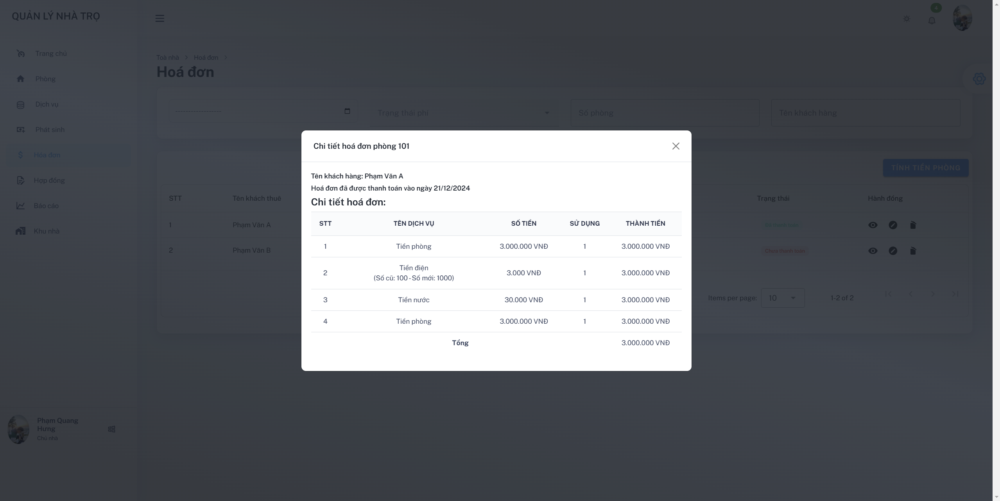 QUẢN LÝ NHÀ TRỌ
4
Trang chủ
Phòng
Dịch vụ
Phát sinh
Hóa đơn
Hợp đồng
Báo cáo
Khu nhà
Phạm Quang
Hưng
Chủ nhà
Toà nhà > Hoá đơn >
Hoá đơn
-----------------
Trạng thái phí
Số phòng
Tên khách hàng
TÍNH TIỀN PHÒNG
STT Tên khách thuê Trạng thái Hành đồng
1 Phạm Văn A Đã thanh toán
2 Phạm Văn B Chưa thanh toán
Items per page: 10 1-2 of 2
Chi tiết hoá đơn phòng 101
Tên khách hàng: Phạm Văn A
Hoá đơn đã được thanh toán vào ngày 21/12/2024
Chi tiết hoá đơn:
STT TÊN DỊCH VỤ SỐ TIỀN SỬ DỤNG THÀNH TIỀN
1 Tiền phòng 3.000.000 VNĐ 1 3.000.000 VNĐ
2 Tiền điện 3.000 VNĐ 1 3.000.000 VNĐ
(Số cũ: 100 - Số mới: 1000)
3 Tiền nước 30.000 VNĐ 1 3.000.000 VNĐ
4 Tiền phòng 3.000.000 VNĐ 1 3.000.000 VNĐ
Tổng 3.000.000 VNĐ